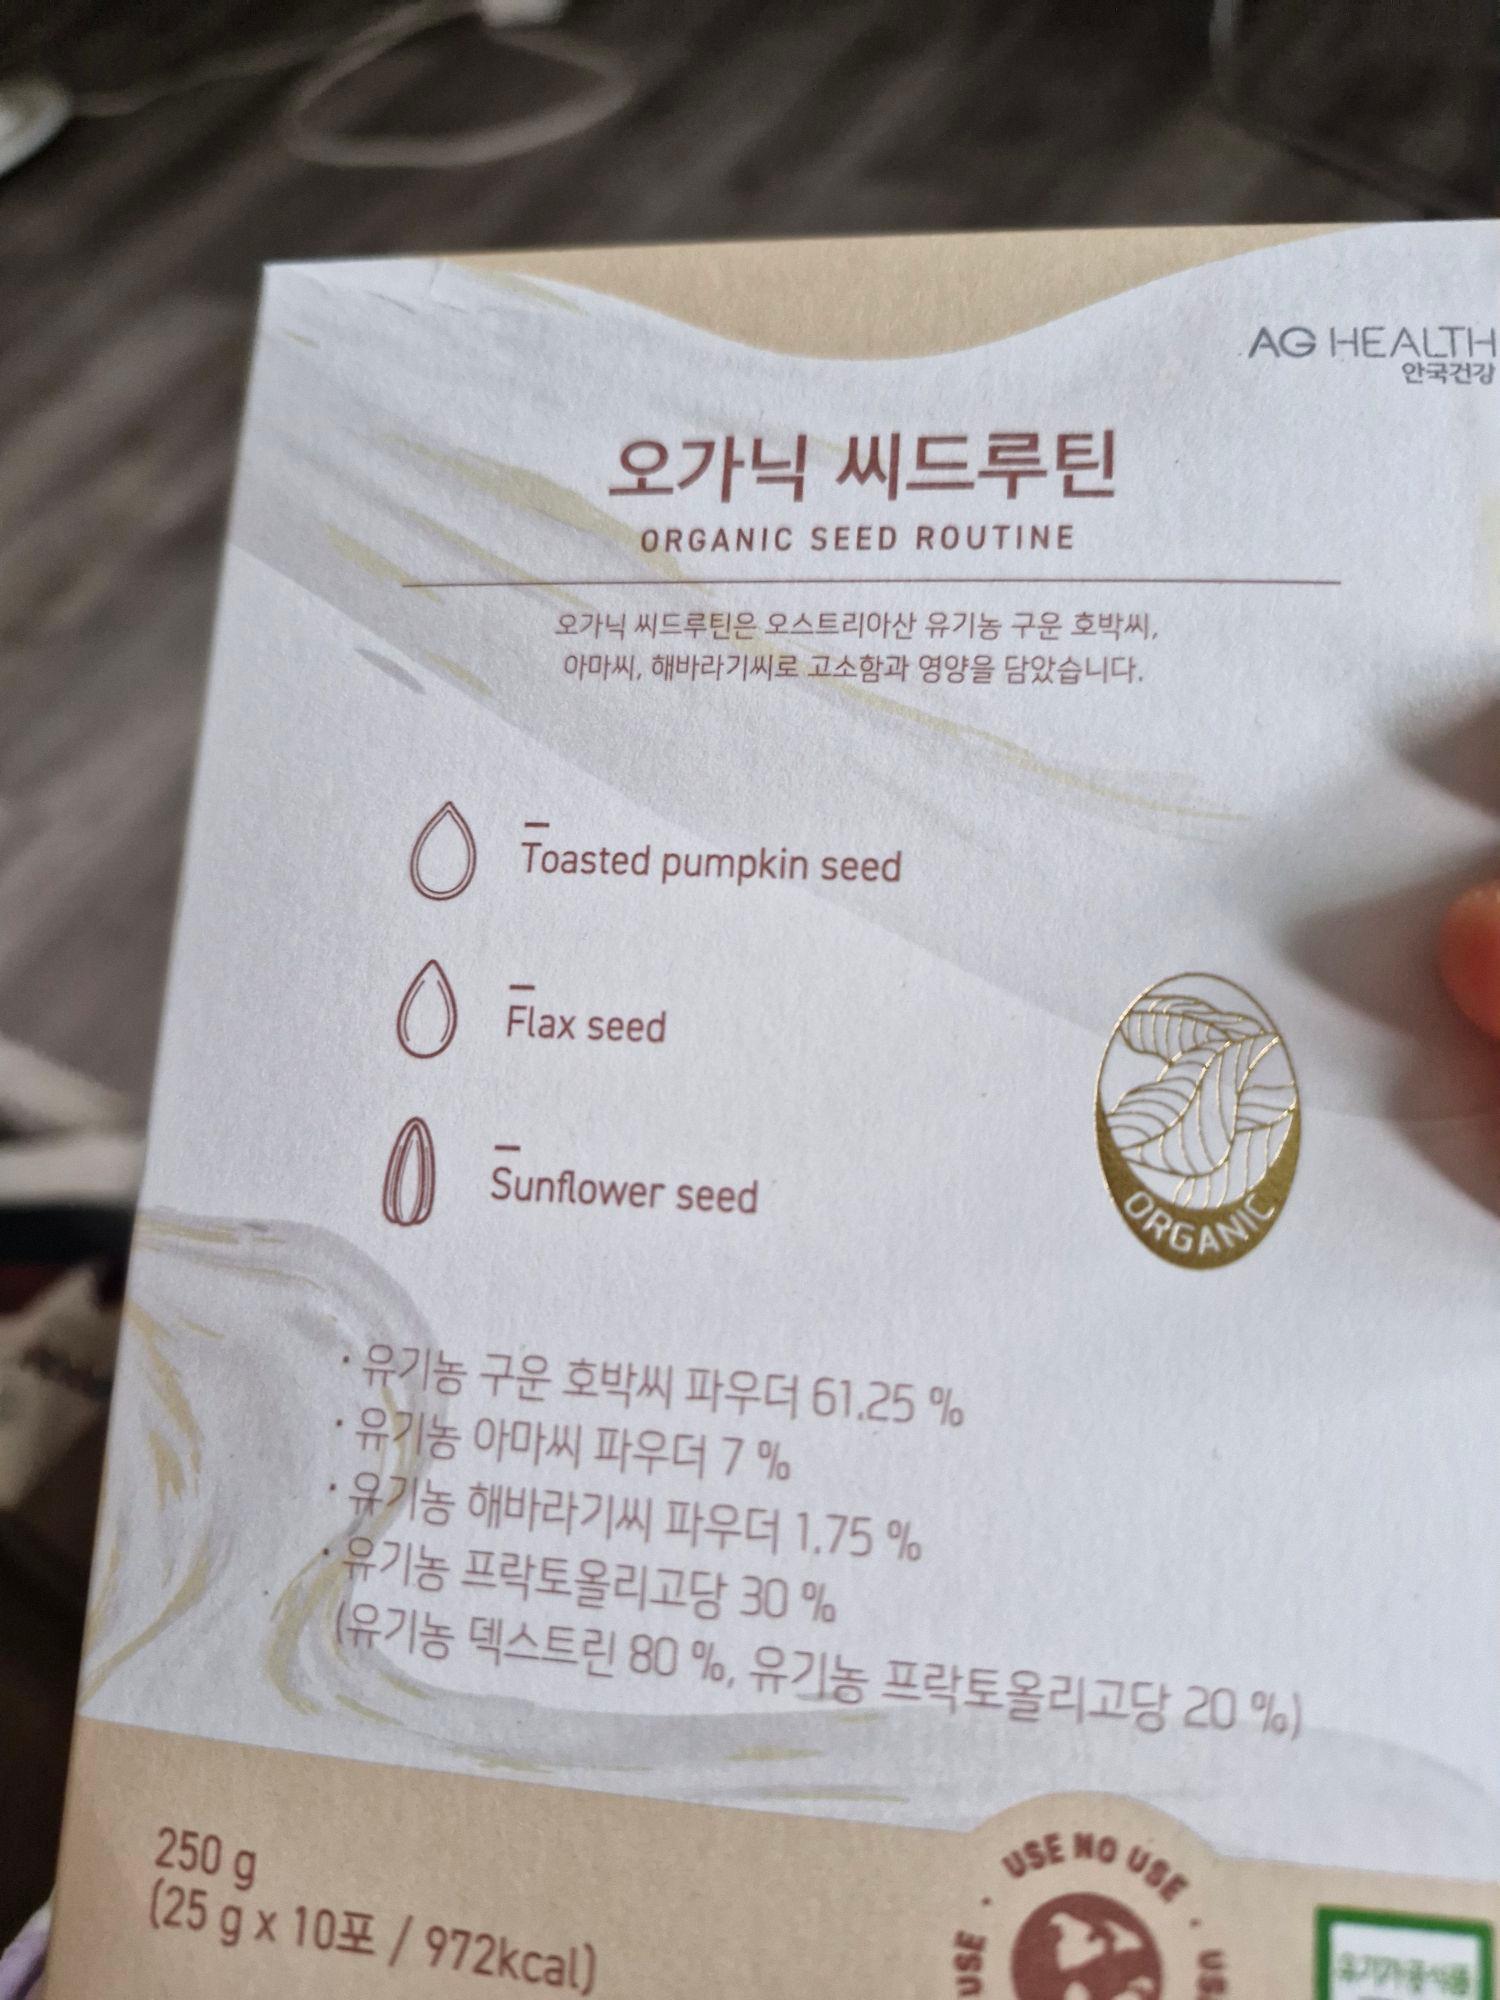 AG HEALTH
안국건강
오가닉 씨드루틴
ORGANIC SEED ROUTINE
오가닉 씨드루틴은 오스트리아산 유기농 구운 호박씨,
아마씨, 해바라기씨로 고소함과 영양을 담았습니다.
Toasted pumpkin seed
Flax seed
Sunflower seed
ORGANIC
· 유기농 구운 호박씨 파우더 61.25 %
· 유기농 아마씨 파우더 7 %
· 유기농 해바라기씨 파우더 1.75 %
· 유기농 프락토올리고당 30 %
(유기농 덱스트린 80 %, 유기농 프락토올리고당 20 %)
250 g
(25 g x 10포 / 972kcal)
USE NO USE
USE
유기가공식품